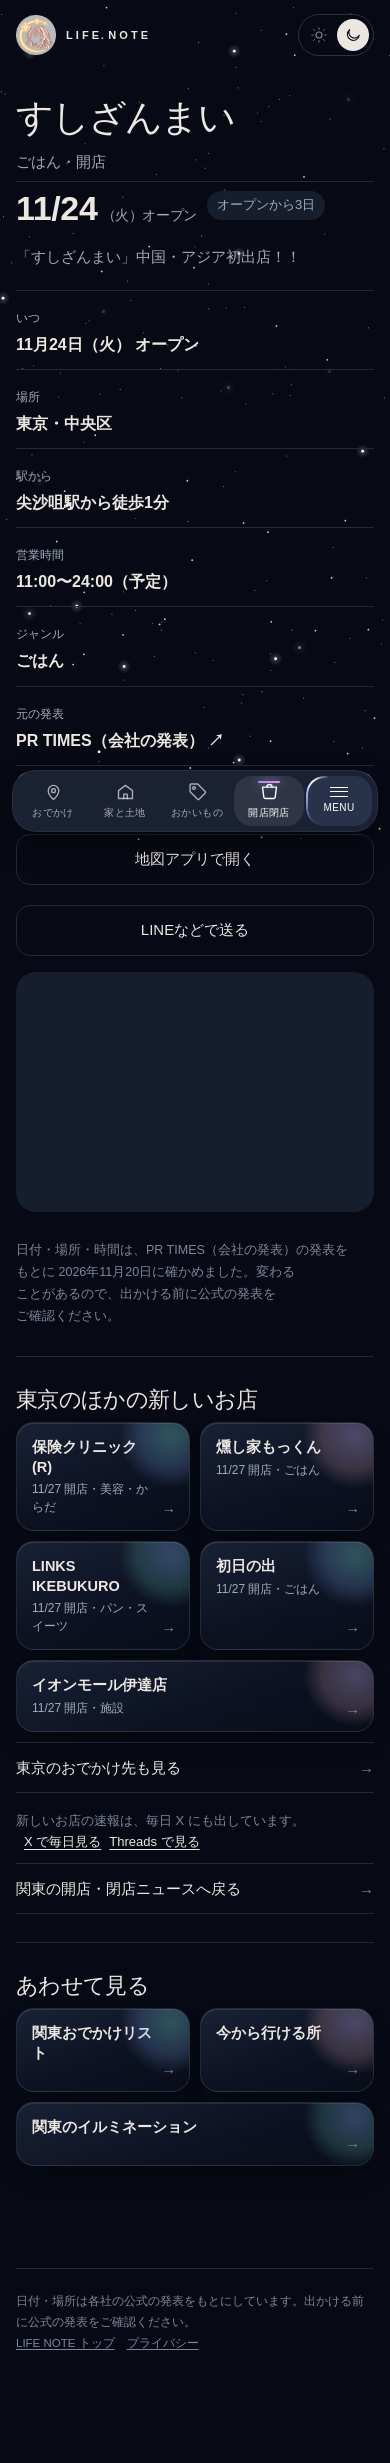 LIFE.NOTE
すしざんまい
ごはん・開店
11/24 （火）オープン オープンから3日
「すしざんまい」中国・アジア初出店！！
いつ
11月24日（火） オープン
場所
東京・中央区
駅から
尖沙咀駅から徒歩1分
営業時間
11:00〜24:00（予定）
ジャンル
ごはん
元の発表
PR TIMES（会社の発表） ↗
おでかけ 家と土地 おかいもの 開店閉店 MENU
地図アプリで開く
LINEなどで送る
日付・場所・時間は、PR TIMES（会社の発表）の発表を
もとに 2026年11月20日に確かめました。変わる
ことがあるので、出かける前に公式の発表を
ご確認ください。
東京のほかの新しいお店
保険クリニック
(R)
11/27 開店・美容・か
らだ →
燻し家もっくん
11/27 開店・ごはん
→
LINKS
IKEBUKURO
11/27 開店・パン・ス
イーツ →
初日の出
11/27 開店・ごはん
→
イオンモール伊達店
11/27 開店・施設
→
東京のおでかけ先も見る →
新しいお店の速報は、毎日 X にも出しています。
X で毎日見る Threads で見る
関東の開店・閉店ニュースへ戻る →
あわせて見る
関東おでかけリス
ト
→
今から行ける所
→
関東のイルミネーション
→
日付・場所は各社の公式の発表をもとにしています。出かける前
に公式の発表をご確認ください。
LIFE NOTE トップ プライバシー